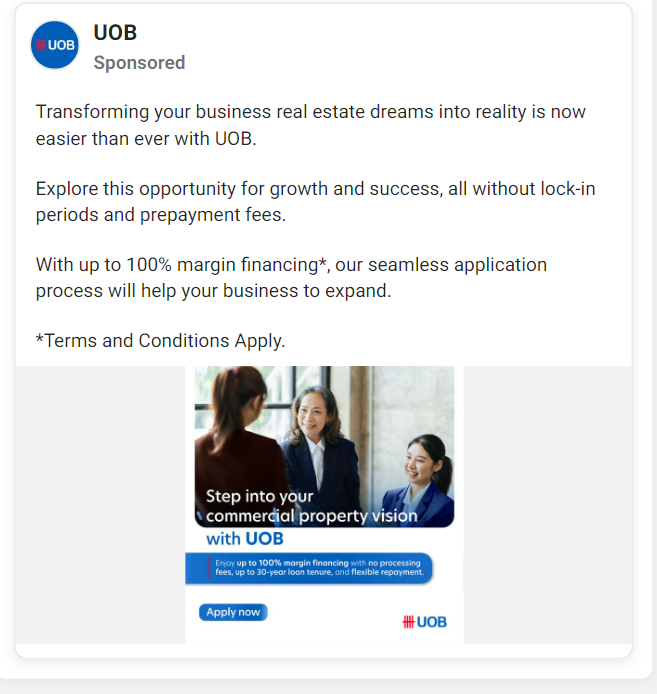 UOB
UOB
Sponsored
Transforming your business real estate dreams into reality is now
easier than ever with UOB.
Explore this opportunity for growth and success, all without lock-in
periods and prepayment fees.
With up to 100% margin financing*, our seamless application
process will help your business to expand.
*Terms and Conditions Apply.
Step into your
commercial property vision
with UOB
Enjoy up to 100% margin financing with no processing
fees, up to 30-year loan tenure, and flexible repayment.
Apply now
UOB